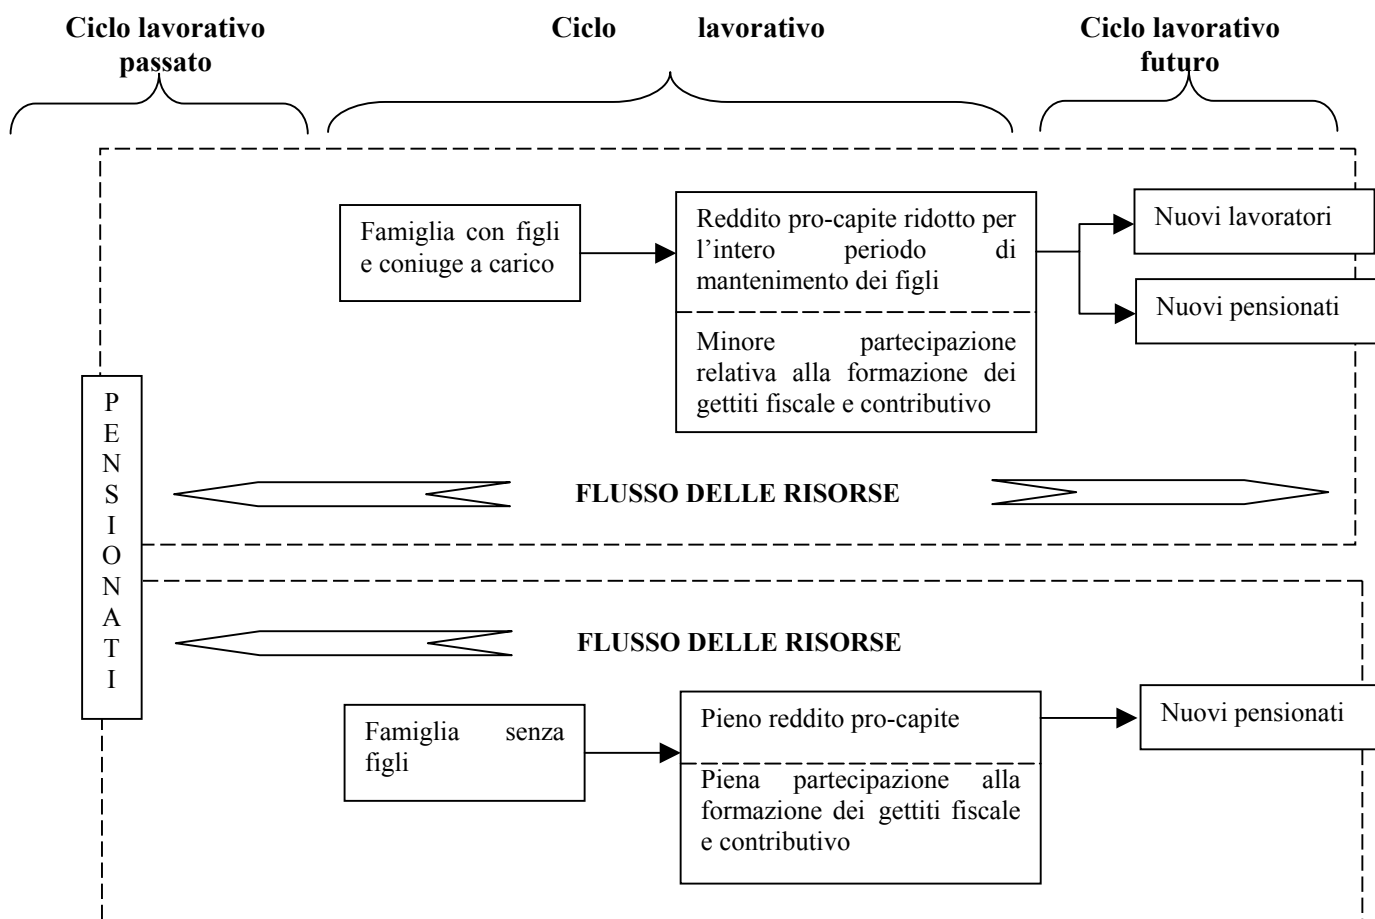 Ciclo lavorativo
passato
Ciclo lavorativo
Ciclo lavorativo
futuro
Famiglia con figli
e coniuge a carico
Reddito pro-capite ridotto per
l’intero periodo di
mantenimento dei figli
Minore partecipazione
relativa alla formazione dei
gettiti fiscale e contributivo
Nuovi lavoratori
Nuovi pensionati
P
E
N
S
I
O
N
A
T
I
FLUSSO DELLE RISORSE
FLUSSO DELLE RISORSE
Famiglia senza
figli
Pieno reddito pro-capite
Piena partecipazione alla
formazione dei gettiti fiscale
e contributivo
Nuovi pensionati